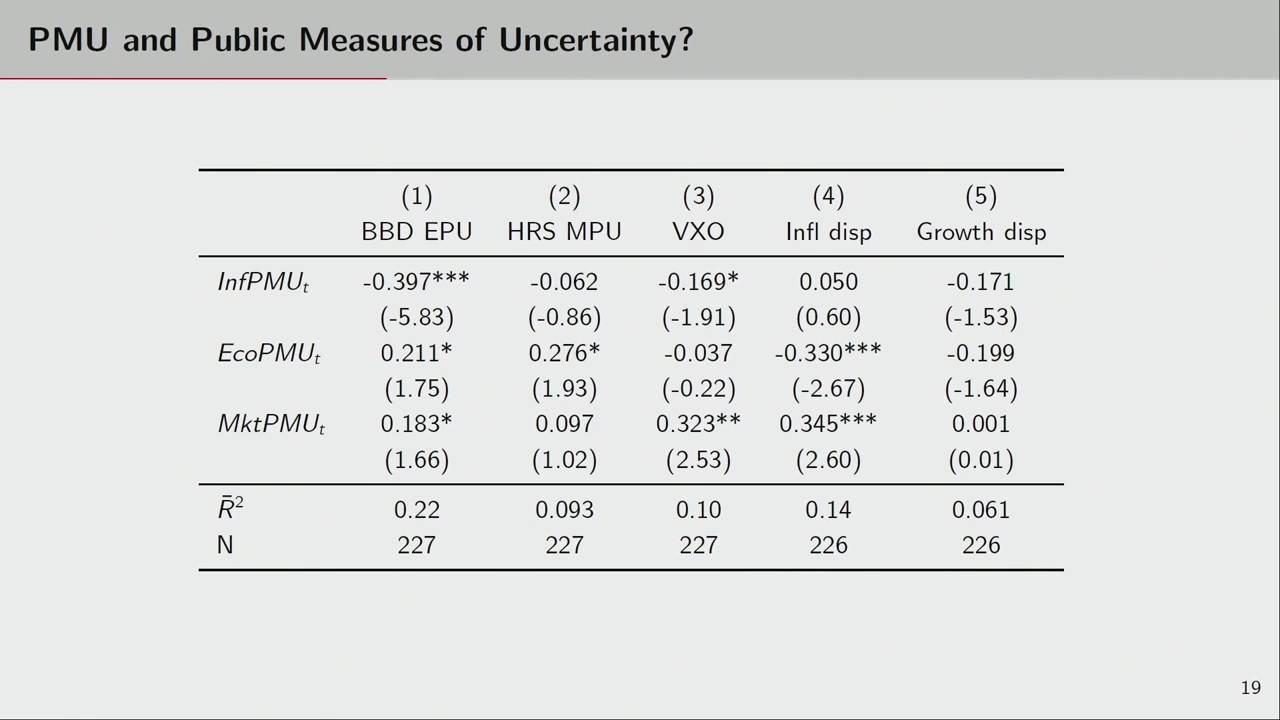 PMU and Public Measures of Uncertainty?
(1) (2) (3) (4) (5)
BBD EPU HRS MPU VXO Infl disp Growth disp
InfPMUₜ -0.397*** -0.062 -0.169* 0.050 -0.171
(-5.83) (-0.86) (-1.91) (0.60) (-1.53)
EcoPMUₜ 0.211* 0.276* -0.037 -0.330*** -0.199
(1.75) (1.93) (-0.22) (-2.67) (-1.64)
MktPMUₜ 0.183* 0.097 0.323** 0.345*** 0.001
(1.66) (1.02) (2.53) (2.60) (0.01)
R̄² 0.22 0.093 0.10 0.14 0.061
N 227 227 227 226 226
19